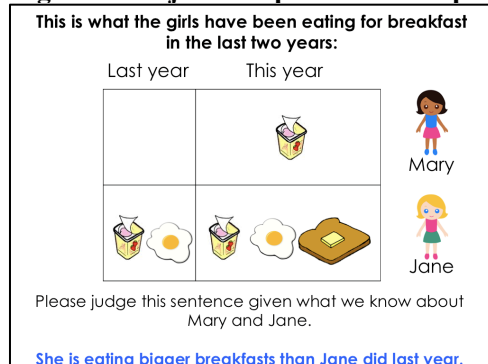 This is what the girls have been eating for breakfast
in the last two years:
Last year This year
Mary
Jane
Please judge this sentence given what we know about
Mary and Jane.
She is eating bigger breakfasts than Jane did last year.